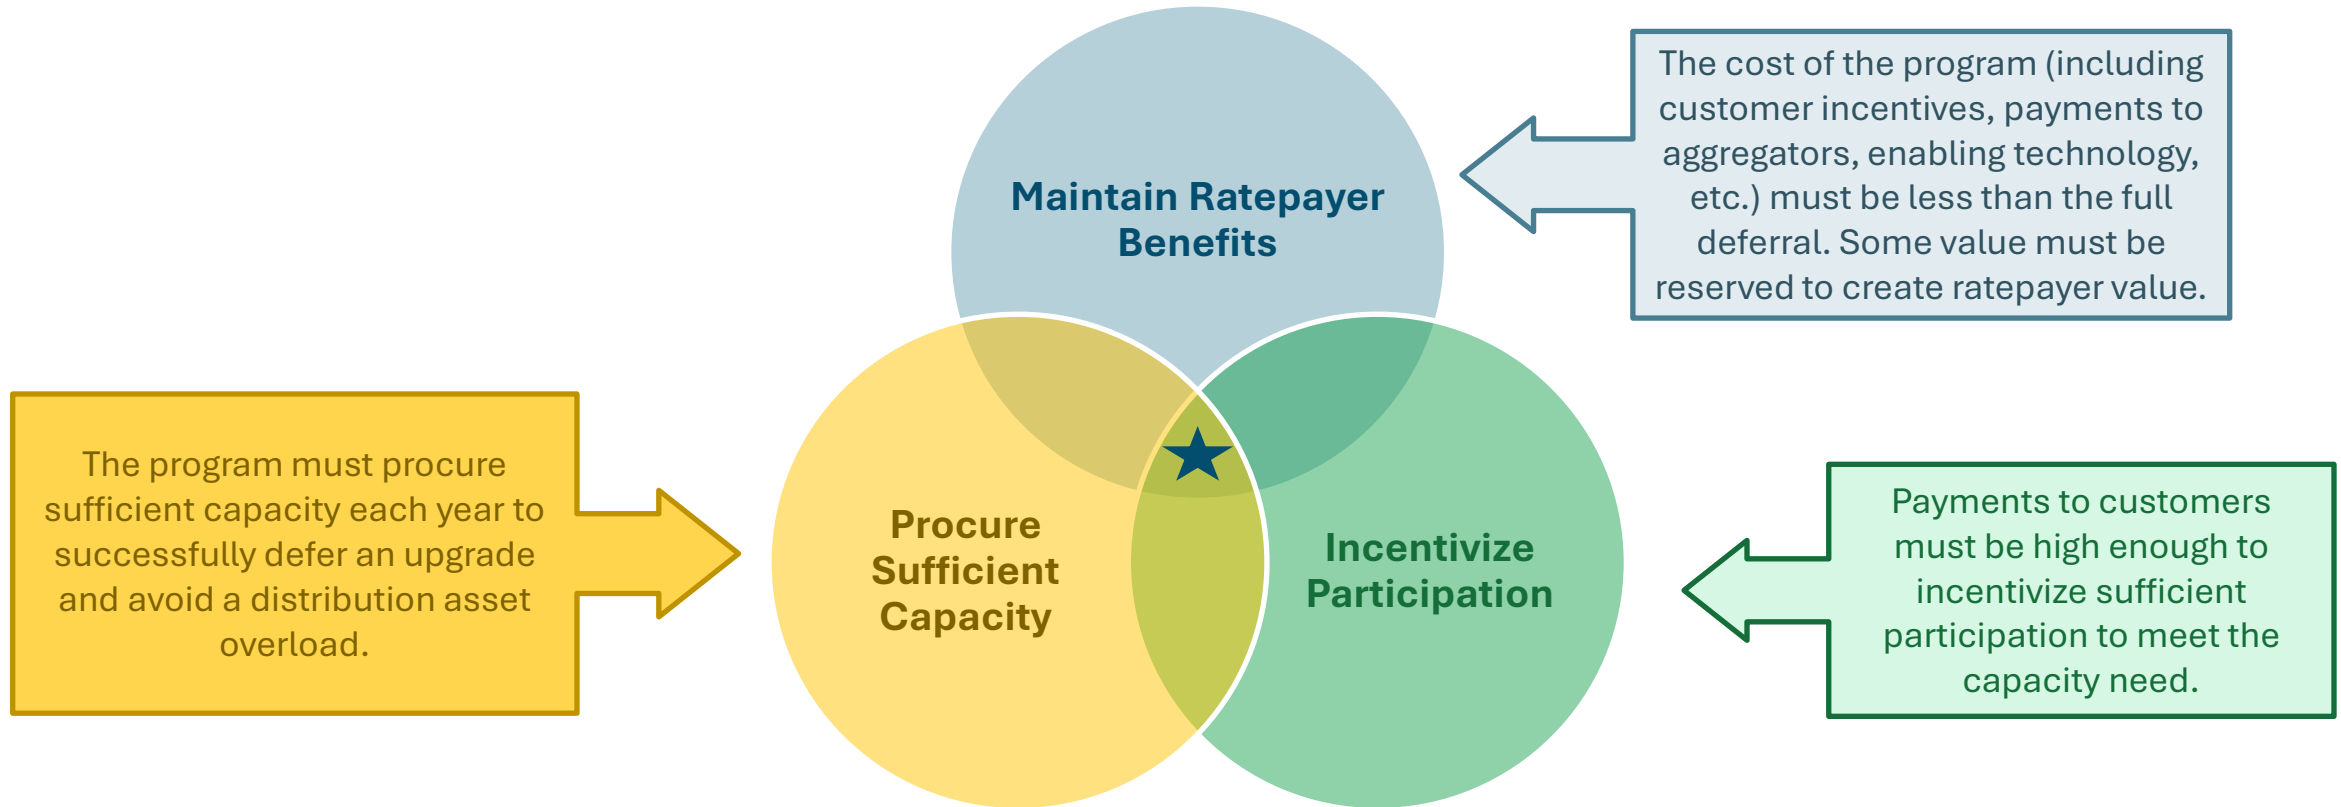 The cost of the program (including
customer incentives, payments to
aggregators, enabling technology,
etc.) must be less than the full
deferral. Some value must be
reserved to create ratepayer value.
Maintain Ratepayer
Benefits
The program must procure
sufficient capacity each year to
successfully defer an upgrade
and avoid a distribution asset
overload.
Procure
Sufficient
Capacity
Incentivize
Participation
Payments to customers
must be high enough to
incentivize sufficient
participation to meet the
capacity need.